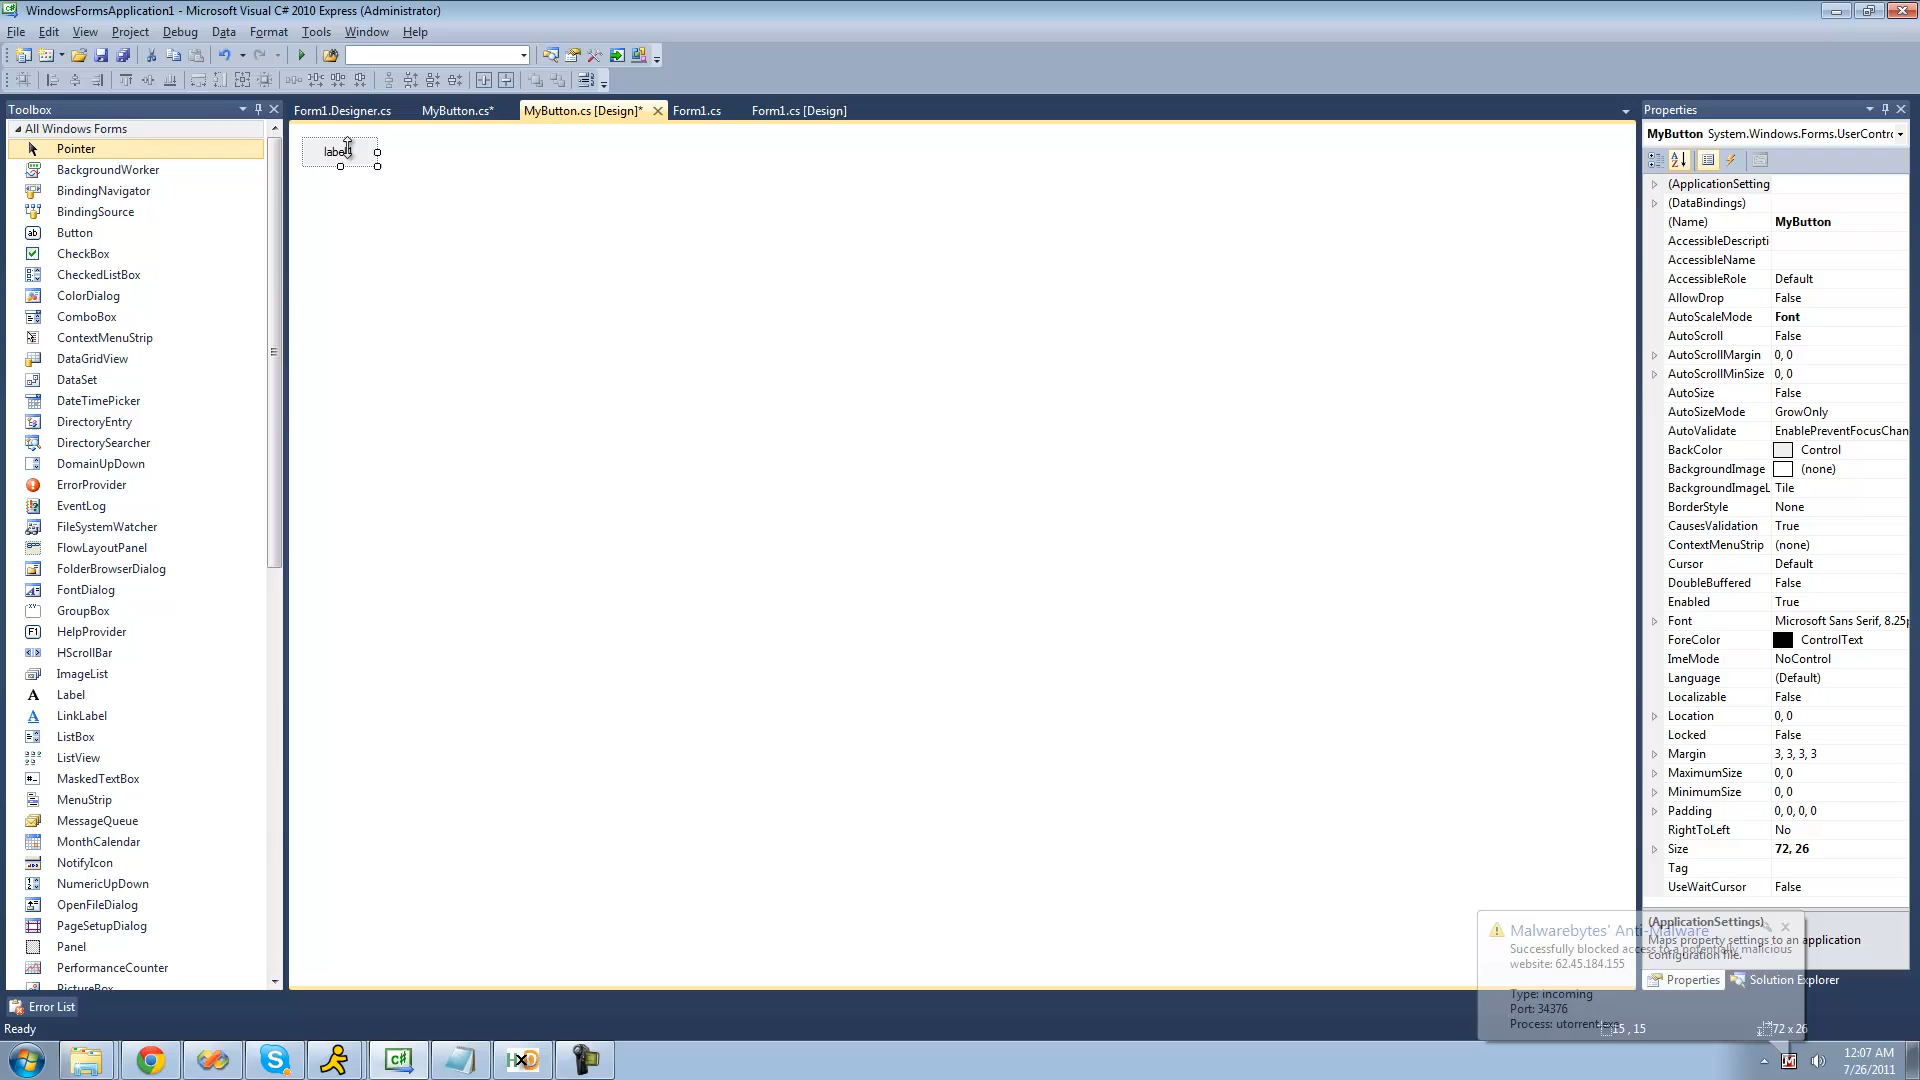 WindowsFormsApplication1 - Microsoft Visual C# 2010 Express (Administrator)
File Edit View Project Debug Data Format Tools Window Help
Toolbox
Form1.Designer.cs MyButton.cs* MyButton.cs [Design]* Form1.cs Form1.cs [Design]
Properties
All Windows Forms
Pointer
BackgroundWorker
BindingNavigator
BindingSource
Button
CheckBox
CheckedListBox
ColorDialog
ComboBox
ContextMenuStrip
DataGridView
DataSet
DateTimePicker
DirectoryEntry
DirectorySearcher
DomainUpDown
ErrorProvider
EventLog
FileSystemWatcher
FlowLayoutPanel
FolderBrowserDialog
FontDialog
GroupBox
HelpProvider
HScrollBar
ImageList
Label
LinkLabel
ListBox
ListView
MaskedTextBox
MenuStrip
MessageQueue
MonthCalendar
NotifyIcon
NumericUpDown
OpenFileDialog
PageSetupDialog
Panel
PerformanceCounter
PictureBox
MyButton System.Windows.Forms.UserContro
(ApplicationSetting
(DataBindings)
(Name) MyButton
AccessibleDescripti
AccessibleName
AccessibleRole Default
AllowDrop False
AutoScaleMode Font
AutoScroll False
AutoScrollMargin 0, 0
AutoScrollMinSize 0, 0
AutoSize False
AutoSizeMode GrowOnly
AutoValidate EnablePreventFocusChan
BackColor Control
BackgroundImage (none)
BackgroundImageL Tile
BorderStyle None
CausesValidation True
ContextMenuStrip (none)
Cursor Default
DoubleBuffered False
Enabled True
Font Microsoft Sans Serif, 8.25p
ForeColor ControlText
ImeMode NoControl
Language (Default)
Localizable False
Location 0, 0
Locked False
Margin 3, 3, 3, 3
MaximumSize 0, 0
MinimumSize 0, 0
Padding 0, 0, 0, 0
RightToLeft No
Size 72, 26
Tag
UseWaitCursor False
(ApplicationSettings)
Maps property settings to an application
configuration file.
Malwarebytes' Anti-Malware
Successfully blocked access to a potentially malicious
website: 62.45.184.155
Type: incoming
Port: 34376
Process:
Properties Solution Explorer
Error List
Ready
15 , 15
72 x 26
12:07 AM
7/26/2011